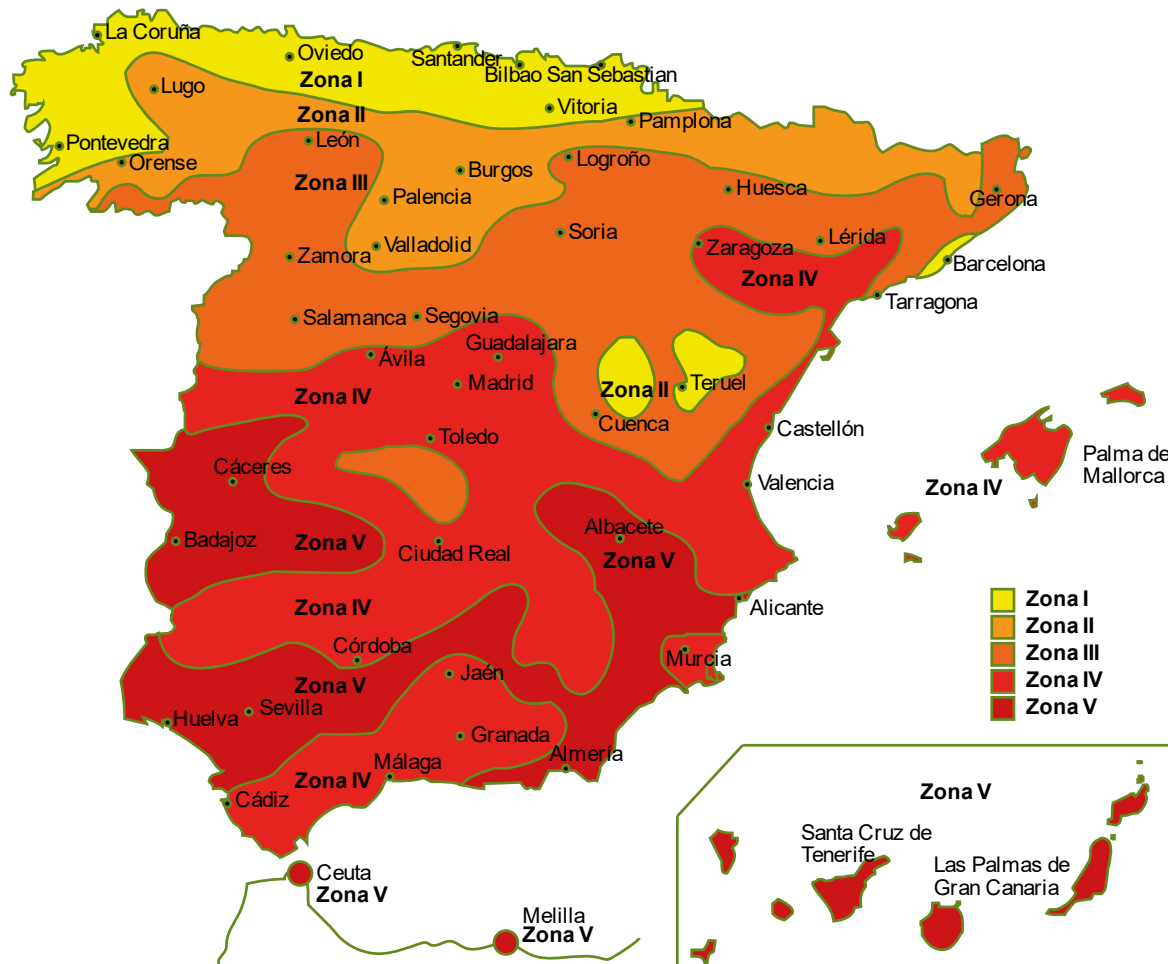 La Coruña
Oviedo
Santander
Bilbao San Sebastian
Zona I
Lugo
Vitoria
Zona II
Pamplona
León
Pontevedra
Orense
Logroño
Burgos
Zona III
Huesca
Gerona
Palencia
Soria
Valladolid
Zaragoza
Lérida
Zamora
Barcelona
Zona IV
Tarragona
Salamanca
Segovia
Guadalajara
Ávila
Madrid
Zona II
Teruel
Zona IV
Cuenca
Castellón
Toledo
Palma de
Mallorca
Cáceres
Valencia
Zona IV
Albacete
Badajoz
Zona V
Ciudad Real
Zona V
Zona IV
Alicante
Zona I
Zona II
Zona III
Zona IV
Zona V
Córdoba
Murcia
Jaén
Zona V
Sevilla
Huelva
Granada
Málaga
Almería
Zona IV
Cádiz
Zona V
Santa Cruz de
Tenerife
Las Palmas de
Gran Canaria
Ceuta
Zona V
Melilla
Zona V